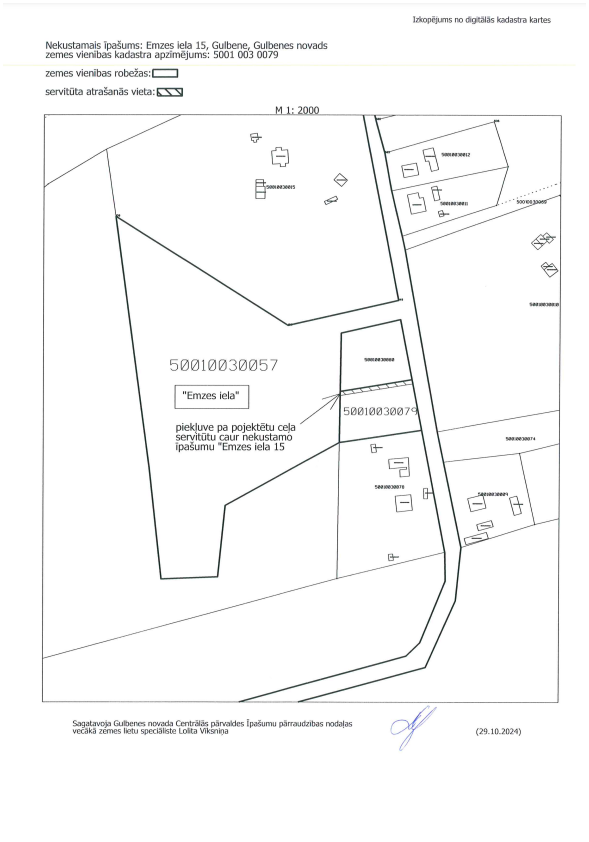 Izkopējums no digitālās kadastra kartes
Nekustamais īpašums: Emzes iela 15, Gulbene, Gulbenes novads
zemes vienības kadastra apzīmējums: 5001 003 0079
zemes vienības robežas:
servitūta atrašanās vieta:
M 1: 2000
50010030012
50010030015
50010030011
50010030057
50010030080
"Emzes iela"
50010030079
piekļuve pa pojektētu ceļa
servitūtu caur nekustamo
īpašumu "Emzes iela 15
50010030074
Sagatavoja Gulbenes novada Centrālās pārvaldes Īpašumu pārraudzības nodaļas
vecākā zemes lietu speciāliste Lolita Vīksniņa
(29.10.2024)